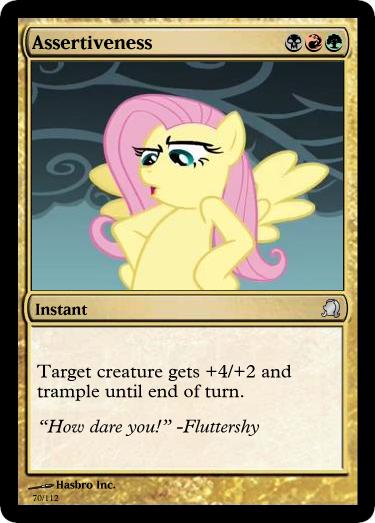 Assertiveness
Instant
Target creature gets +4/+2 and
trample until end of turn.
“How dare you!” -Fluttershy
Hasbro Inc.
70/112